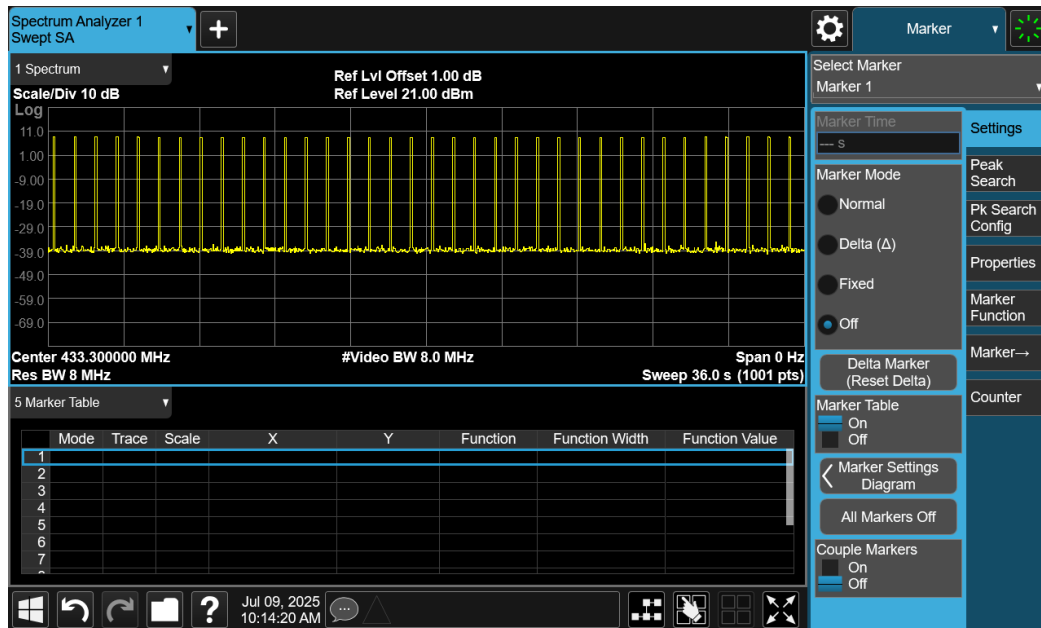 Spectrum Analyzer 1
Swept SA
+
Marker
1 Spectrum
Scale/Div 10 dB
Ref Lvl Offset 1.00 dB
Ref Level 21.00 dBm
Log
11.0
1.00
-9.00
-19.0
-29.0
-39.0
-49.0
-59.0
-69.0
Center 433.300000 MHz
#Video BW 8.0 MHz
Span 0 Hz
Res BW 8 MHz
Sweep 36.0 s (1001 pts)
5 Marker Table
Mode Trace Scale X Y Function Function Width Function Value
1
2
3
4
5
6
7
Jul 09, 2025
10:14:20 AM
Select Marker
Marker 1
Marker Time
--- s
Marker Mode
Normal
Delta (Δ)
Fixed
Off
Delta Marker
(Reset Delta)
Marker Table
On
Off
Marker Settings
Diagram
All Markers Off
Couple Markers
On
Off
Settings
Peak
Search
Pk Search
Config
Properties
Marker
Function
Marker→
Counter